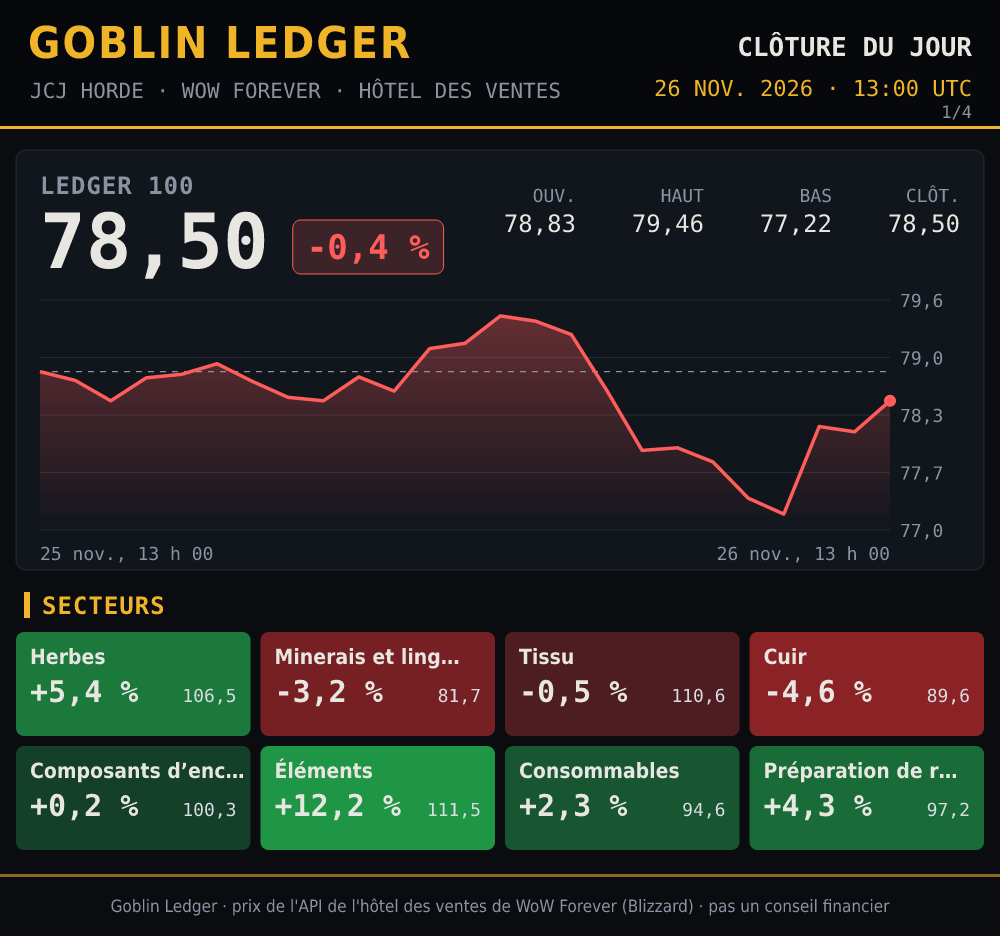 GOBLIN LEDGER
CLÔTURE DU JOUR
JCJ HORDE · WOW FOREVER · HÔTEL DES VENTES
26 NOV. 2026 · 13:00 UTC
1/4
LEDGER 100
78,50
-0,4 %
OUV. HAUT BAS CLÔT.
78,83 79,46 77,22 78,50
79,6
79,0
78,3
77,7
77,0
25 nov., 13 h 00
26 nov., 13 h 00
SECTEURS
Herbes
+5,4 % 106,5
Minerais et ling…
-3,2 % 81,7
Tissu
-0,5 % 110,6
Cuir
-4,6 % 89,6
Composants d’enc…
+0,2 % 100,3
Éléments
+12,2 % 111,5
Consommables
+2,3 % 94,6
Préparation de r…
+4,3 % 97,2
Goblin Ledger · prix de l'API de l'hôtel des ventes de WoW Forever (Blizzard) · pas un conseil financier